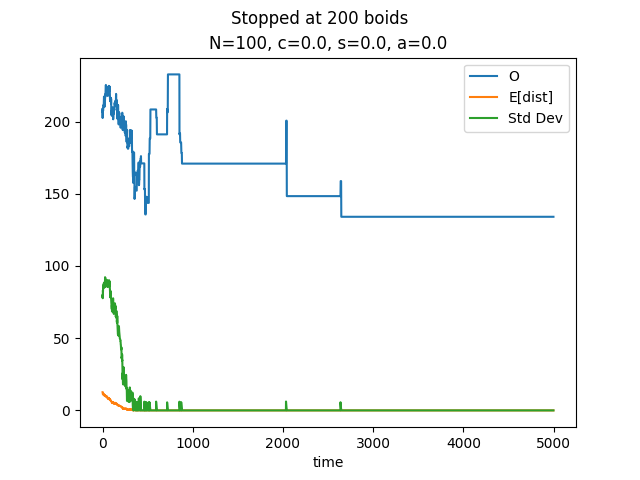 Stopped at 200 boids
N=100, c=0.0, s=0.0, a=0.0
O
E[dist]
Std Dev
200
150
100
50
0
0 1000 2000 3000 4000 5000
time